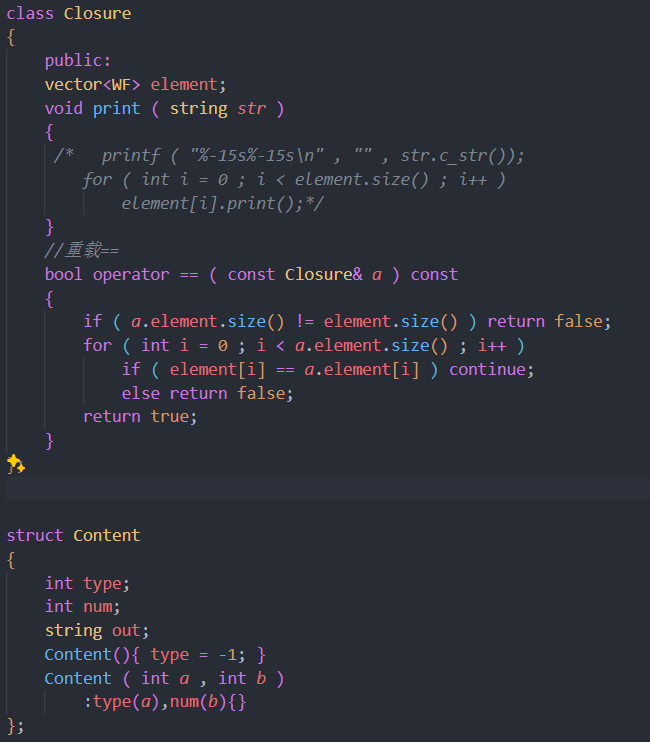 class Closure
{
    public:
    vector<WF> element;
    void print ( string str )
    {
     /*   printf ( "%-15s%-15s\n" , "" , str.c_str());
        for ( int i = 0 ; i < element.size() ; i++ )
            element[i].print();*/
    }
    //重载==
    bool operator == ( const Closure& a ) const
    {
        if ( a.element.size() != element.size() ) return false;
        for ( int i = 0 ; i < a.element.size() ; i++ )
            if ( element[i] == a.element[i] ) continue;
            else return false;
        return true;
    }
struct Content
{
    int type;
    int num;
    string out;
    Content(){ type = -1; }
    Content ( int a , int b )
        :type(a),num(b){}
};